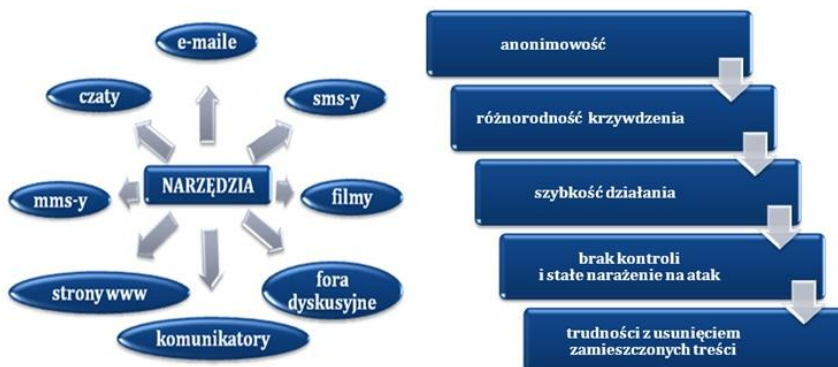 e-maile
czaty
sms-y
NARZĘDZIA
mms-y
filmy
strony www
fora
dyskusyjne
komunikatory
anonimowość
różnorodność krzywdzenia
szybkość działania
brak kontroli
i stałe narażenie na atak
trudności z usunięciem
zamieszczonych treści